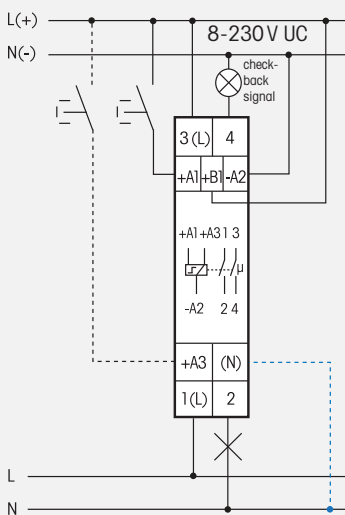 L(+)
8-230V UC
N(-)
check-
back
signal
3(L) 4
+A1 +B1 -A2
+A1 +A3 1 3
μ
-A2 2 4
+A3 (N)
1(L) 2
L
N